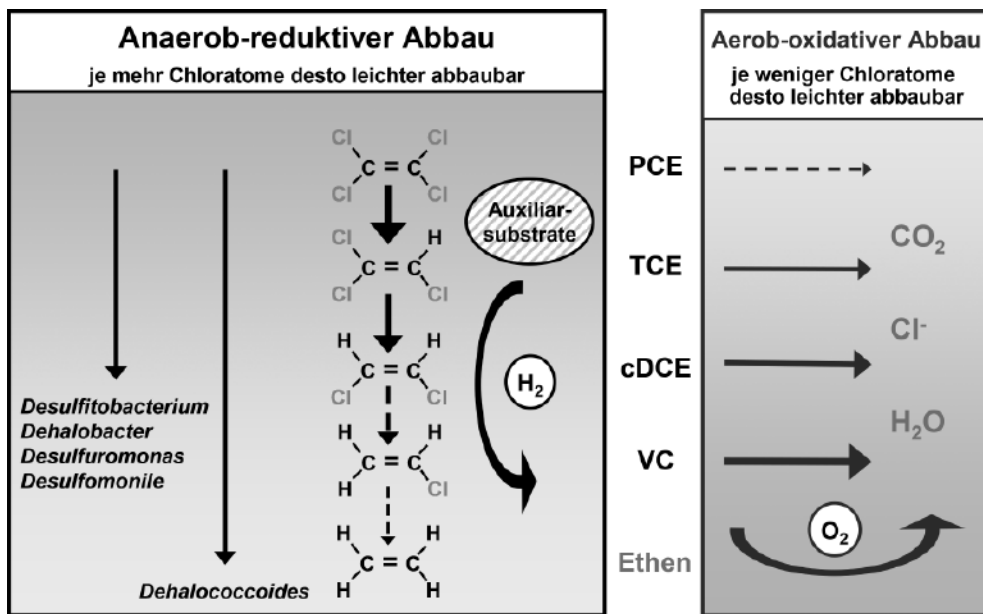 Anaerob-reduktiver Abbau
je mehr Chloratome desto leichter abbaubar
Cl Cl
C = C
Cl Cl
Auxiliar-
substrate
Cl H
C = C
Cl Cl
H H
C = C
Cl Cl
H₂
H H
C = C
H Cl
H H
C = C
H H
Desulfitobacterium
Dehalobacter
Desulfuromonas
Desulfomonile
Dehalococcoides
PCE
TCE
cDCE
VC
Ethen
Aerob-oxidativer Abbau
je weniger Chloratome
desto leichter abbaubar
CO₂
Cl⁻
H₂O
O₂